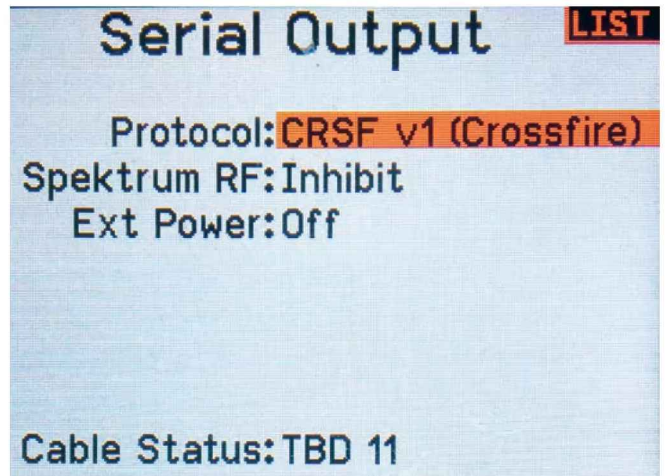 Serial Output
LIST
Protocol: CRSF v1 (Crossfire)
Spektrum RF: Inhibit
Ext Power: Off
Cable Status: TBD 11